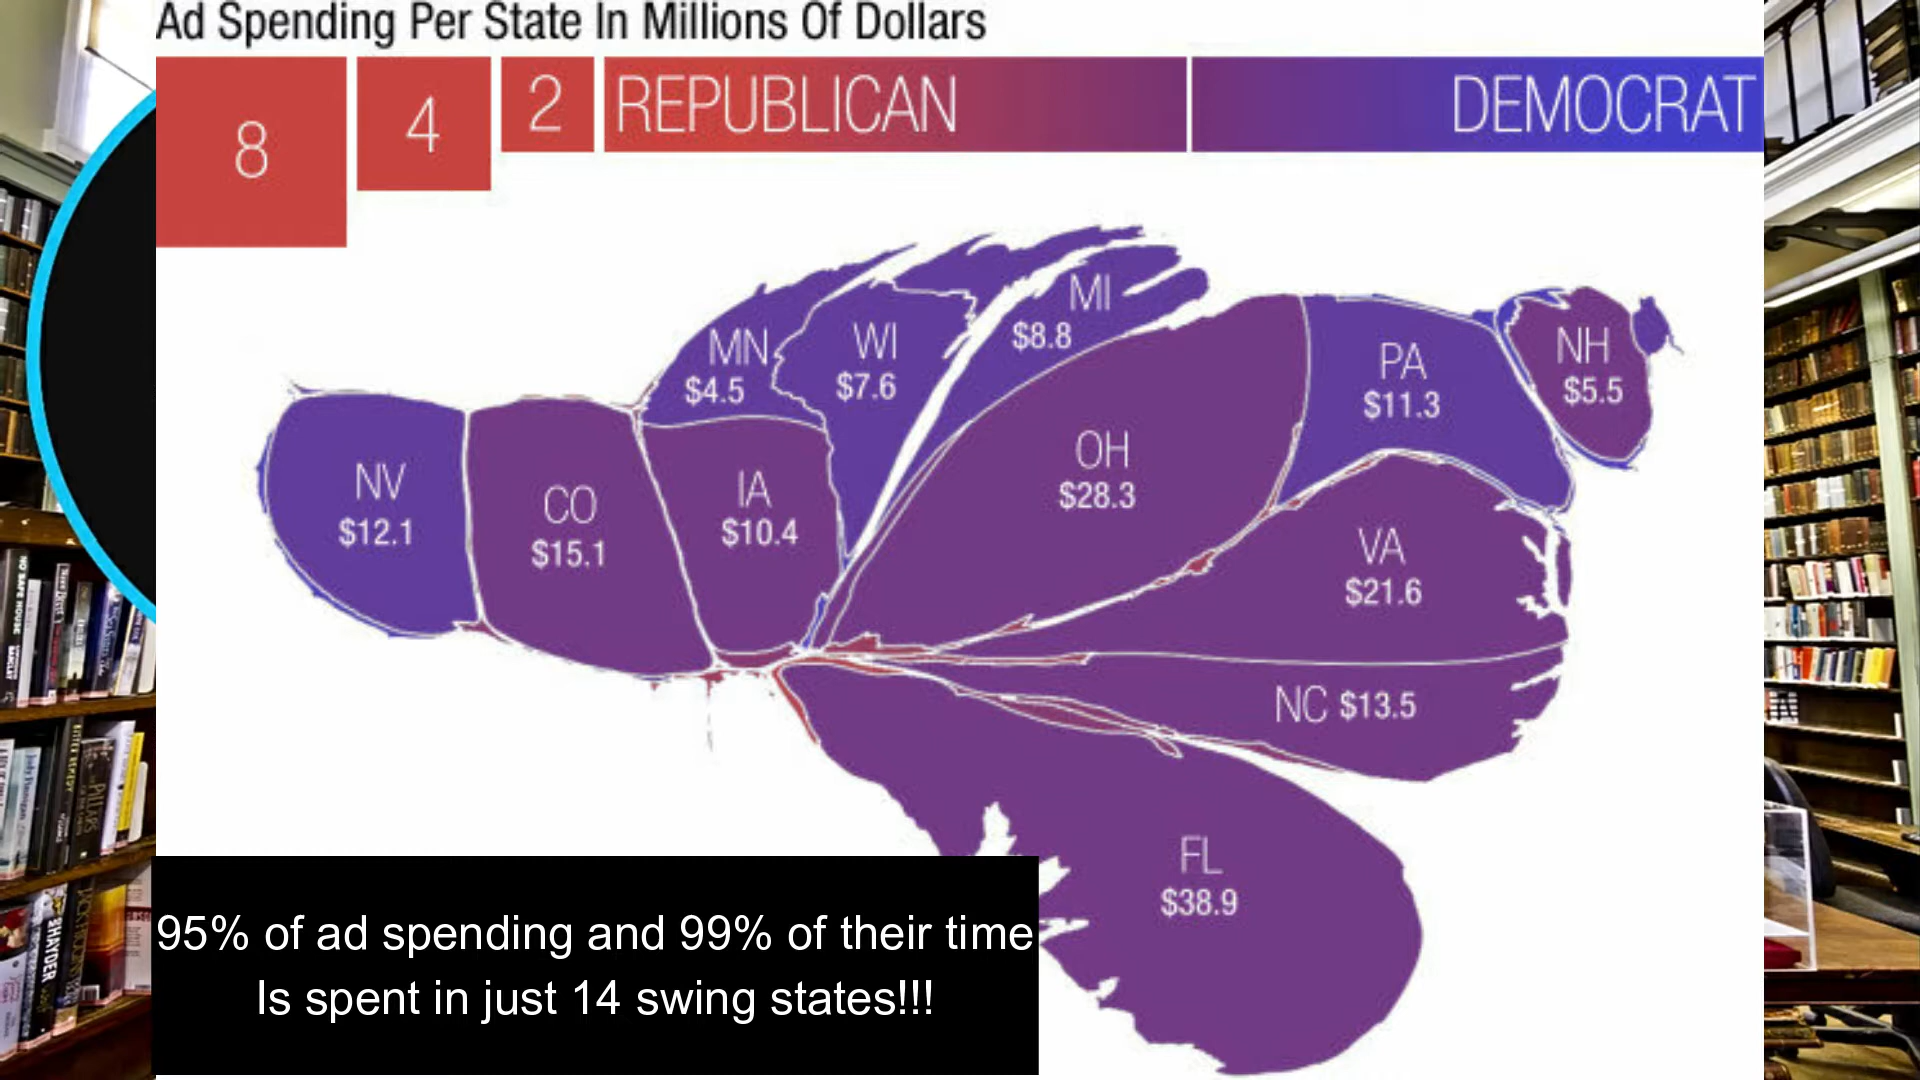 Ad Spending Per State In Millions Of Dollars
8
4
2
REPUBLICAN
DEMOCRAT
MN
$4.5
WI
$7.6
MI
$8.8
NV
$12.1
CO
$15.1
IA
$10.4
OH
$28.3
PA
$11.3
NH
$5.5
VA
$21.6
NC $13.5
FL
$38.9
95% of ad spending and 99% of their time
Is spent in just 14 swing states!!!